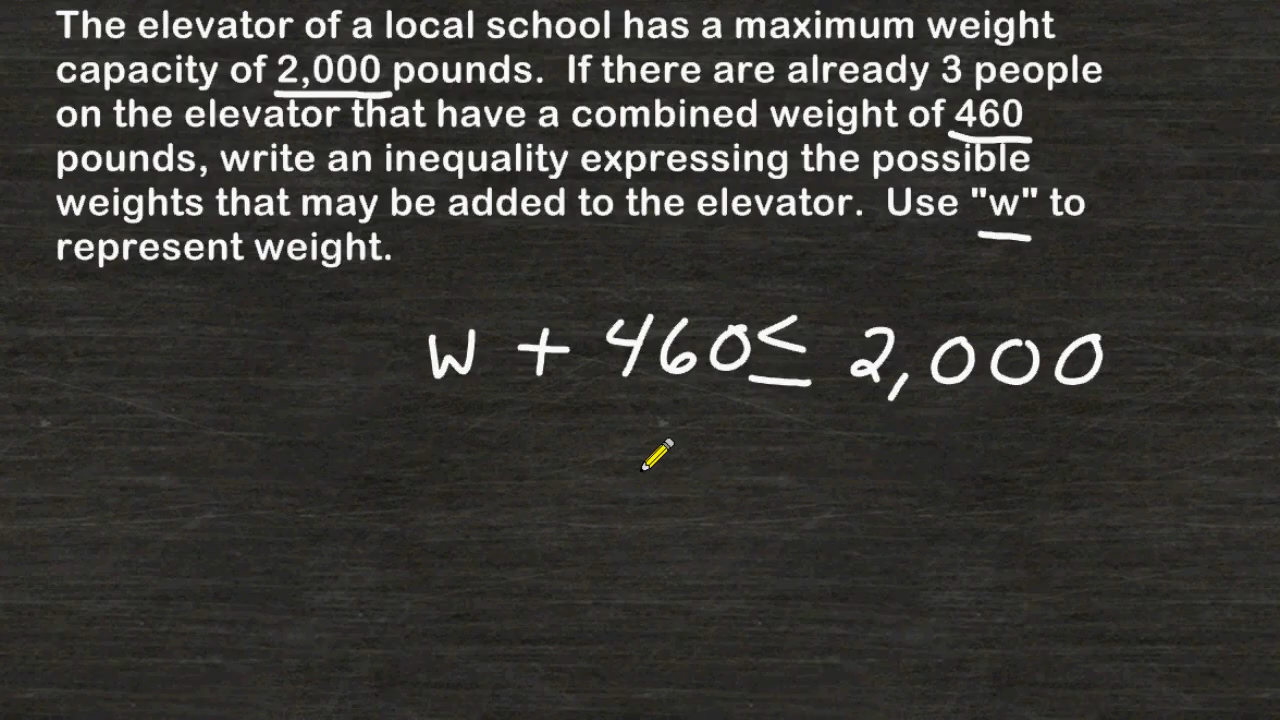 The elevator of a local school has a maximum weight
capacity of 2,000 pounds.  If there are already 3 people
on the elevator that have a combined weight of 460
pounds, write an inequality expressing the possible
weights that may be added to the elevator.  Use "w" to
represent weight.
w + 460 ≤ 2,000